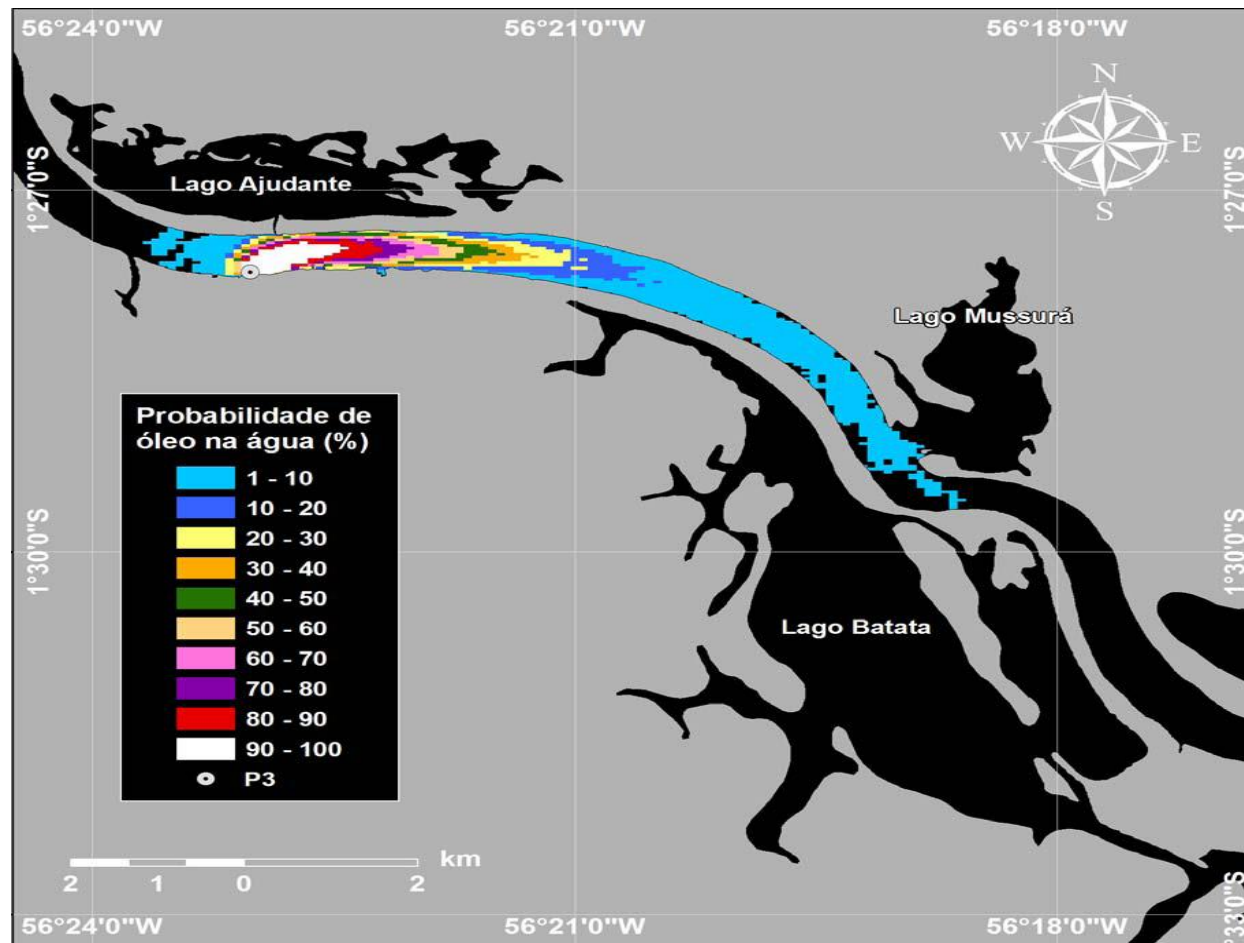 56°24'0"W 56°21'0"W 56°18'0"W
N
W E
S
1°27'0"S 1°27'0"S
Lago Ajudante
Lago Mussurá
Probabilidade de
óleo na água (%)
1 - 10
10 - 20
20 - 30
30 - 40
40 - 50
50 - 60
60 - 70
70 - 80
80 - 90
90 - 100
P3
1°30'0"S 1°30'0"S
Lago Batata
km
2 1 0 2
1°33'0"S
56°24'0"W 56°21'0"W 56°18'0"W